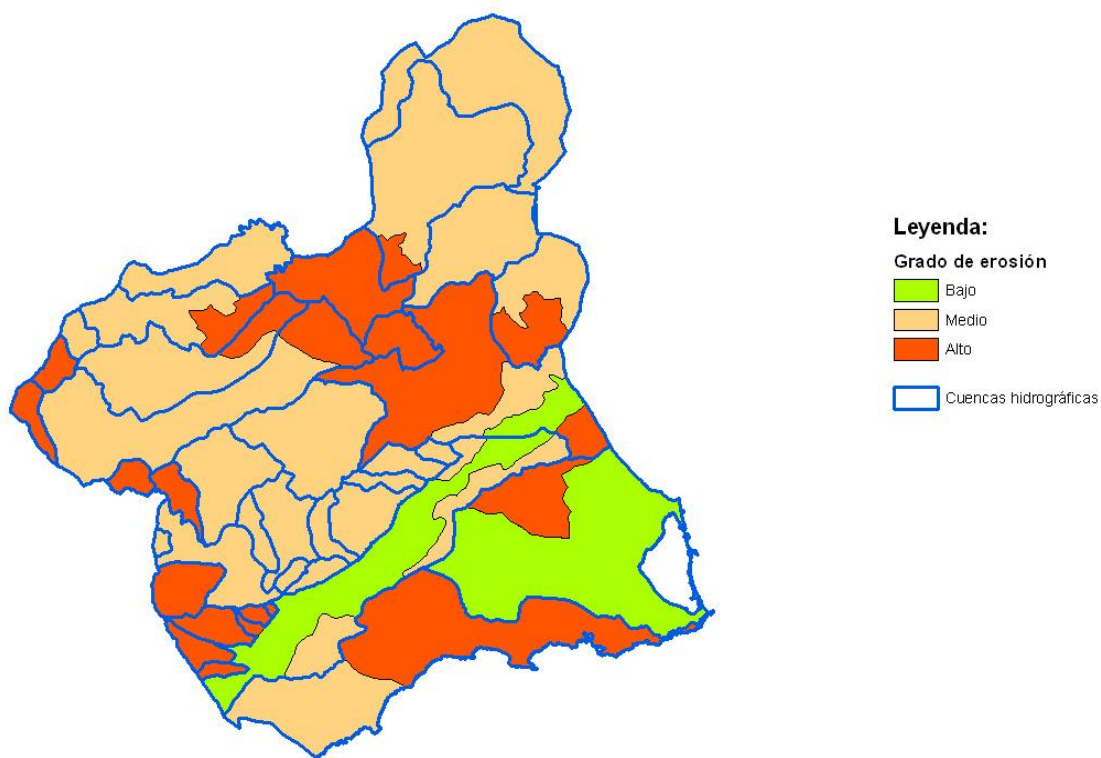 Leyenda:
Grado de erosión
Bajo
Medio
Alto
Cuencas hidrográficas